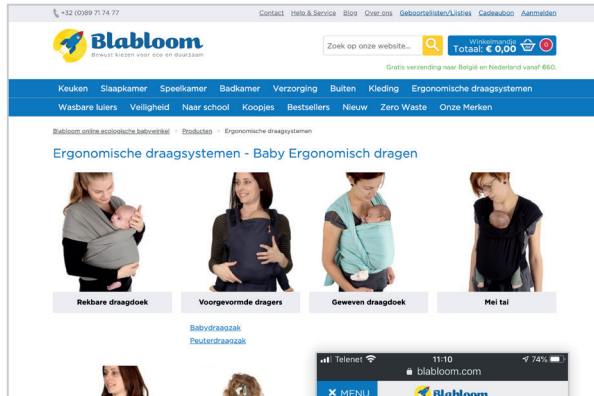 +32 (0)89 71 74 77
Contact Help & Service Blog Over ons Geboortelijsten/Lijstjes Cadeaubon Aanmelden
Blabloom
Bewust kiezen voor eco en duurzaam
Zoek op onze website...
Winkelmandje
Totaal: € 0,00
0
Gratis verzending naar België en Nederland vanaf €60.
Keuken Slaapkamer Speelkamer Badkamer Verzorging Buiten Kleding Ergonomische draagsystemen
Wasbare luiers Veiligheid Naar school Koopjes Bestsellers Nieuw Zero Waste Onze Merken
Blabloom online ecologische babywinkel > Producten > Ergonomische draagsystemen
Ergonomische draagsystemen - Baby Ergonomisch dragen
Rekbare draagdoek
Voorgevormde dragers
Geweven draagdoek
Mei tai
Babydraagzak
Peuterdraagzak
Telenet 11:10 74%
blabloom.com
X MENU
Blabloom